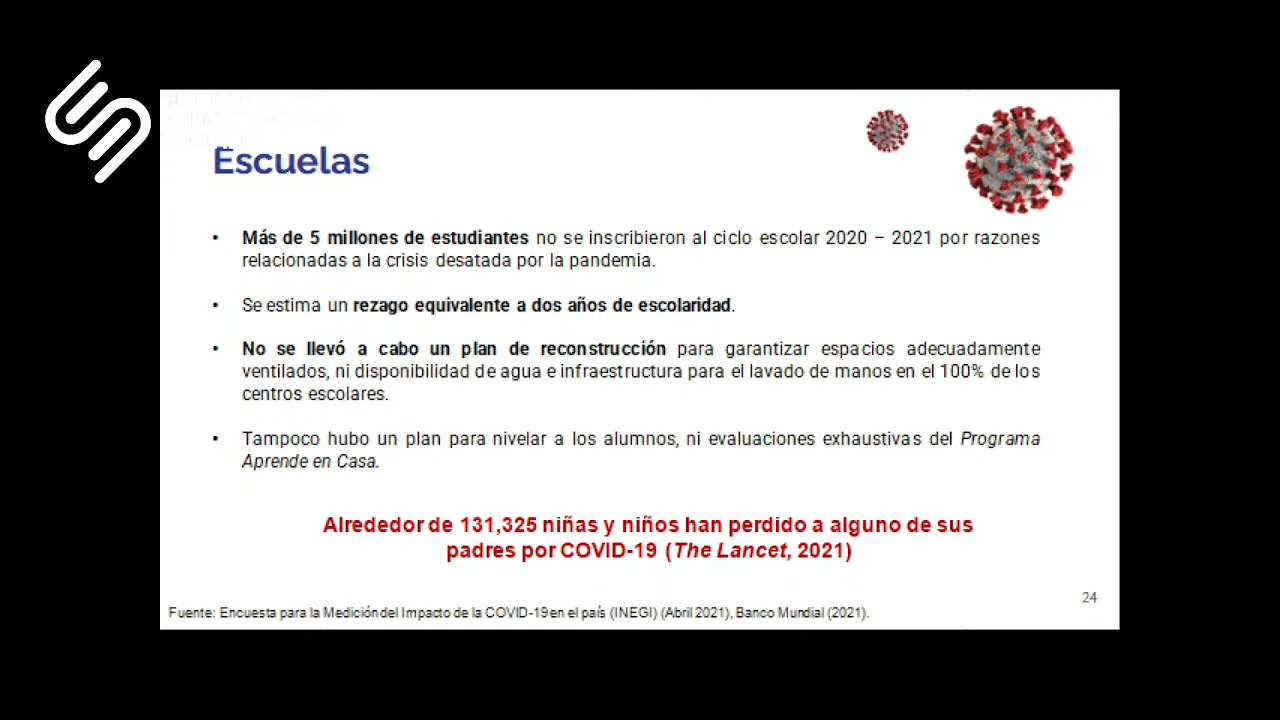 Escuelas
• Más de 5 millones de estudiantes no se inscribieron al ciclo escolar 2020 – 2021 por razones
relacionadas a la crisis desatada por la pandemia.
• Se estima un rezago equivalente a dos años de escolaridad.
• No se llevó a cabo un plan de reconstrucción para garantizar espacios adecuadamente
ventilados, ni disponibilidad de agua e infraestructura para el lavado de manos en el 100% de los
centros escolares.
• Tampoco hubo un plan para nivelar a los alumnos, ni evaluaciones exhaustivas del Programa
Aprende en Casa.
Alrededor de 131,325 niñas y niños han perdido a alguno de sus
padres por COVID-19 (The Lancet, 2021)
24
Fuente: Encuesta para la Medición del Impacto de la COVID-19 en el país (INEGI) (Abril 2021), Banco Mundial (2021).